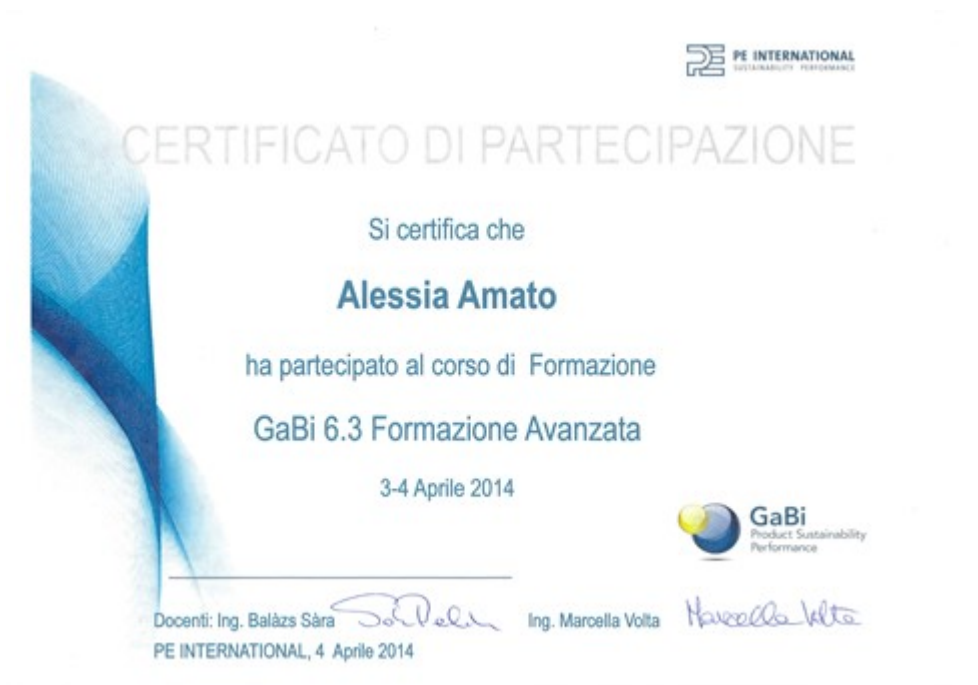 PE INTERNATIONAL
SUSTAINABILITY PERFORMANCE
CERTIFICATO DI PARTECIPAZIONE
Si certifica che
Alessia Amato
ha partecipato al corso di Formazione
GaBi 6.3 Formazione Avanzata
3-4 Aprile 2014
GaBi
Product Sustainability
Performance
Docenti: Ing. Balàzs Sàra
Ing. Marcella Volta Marcella Volta
PE INTERNATIONAL, 4 Aprile 2014